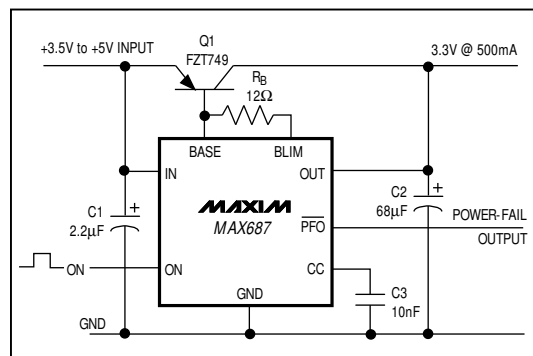 Q1
FZT749
+3.5V to +5V INPUT
3.3V @ 500mA
RB
12Ω
BASE
BLIM
IN
OUT
C1
2.2µF
+
MAXIM
MAX687
PFO
C2
68µF
+
POWER-FAIL
OUTPUT
ON
ON
CC
GND
C3
10nF
GND